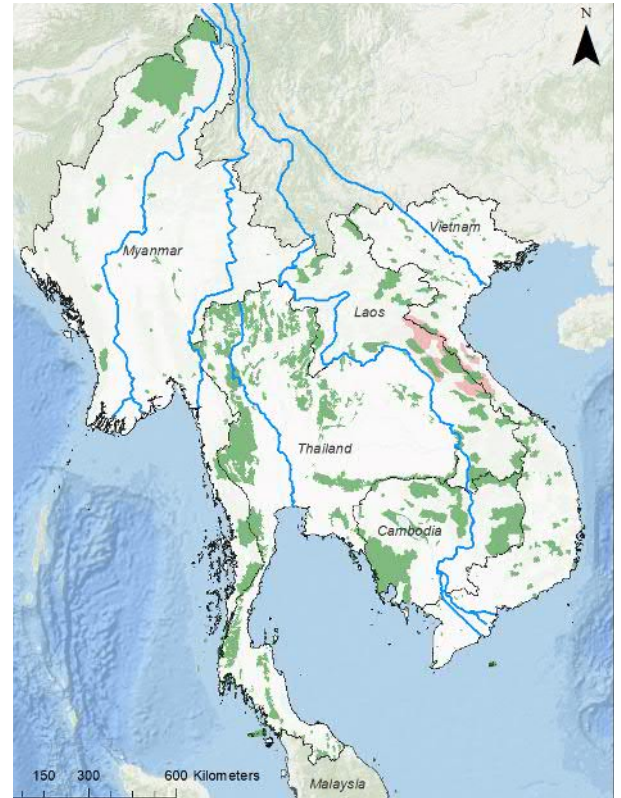 N
Vietnam
Myanmar
Laos
Thailand
Cambodia
150 300 600 Kilometers
Malaysia